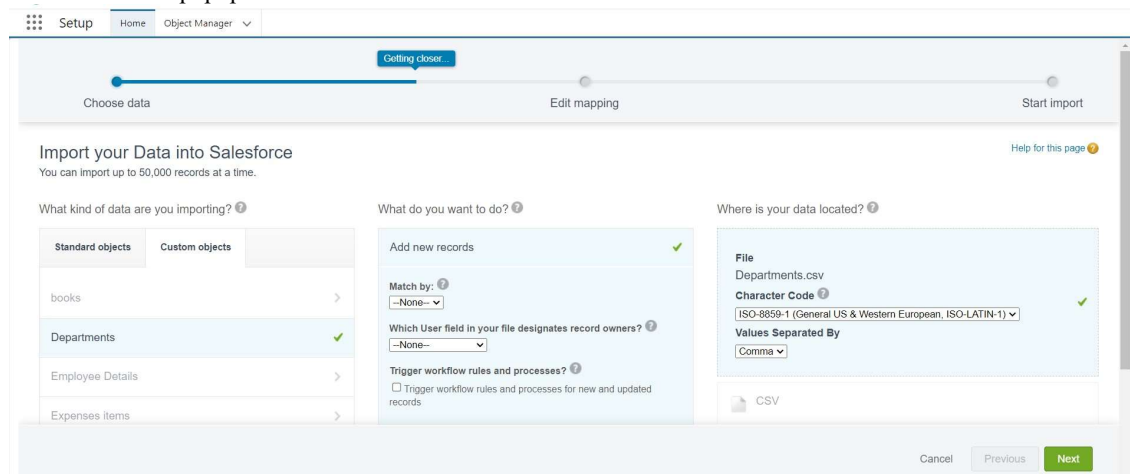 Setup Home Object Manager
Getting closer...
Choose data Edit mapping Start import
Import your Data into Salesforce
Help for this page
You can import up to 50,000 records at a time.
What kind of data are you importing?
Standard objects Custom objects
books
Departments
Employee Details
Expenses items
What do you want to do?
Add new records
Match by:
--None--
Which User field in your file designates record owners?
--None--
Trigger workflow rules and processes?
Trigger workflow rules and processes for new and updated
records
Where is your data located?
File
Departments.csv
Character Code
ISO-8859-1 (General US & Western European, ISO-LATIN-1)
Values Separated By
Comma
CSV
Cancel Previous Next